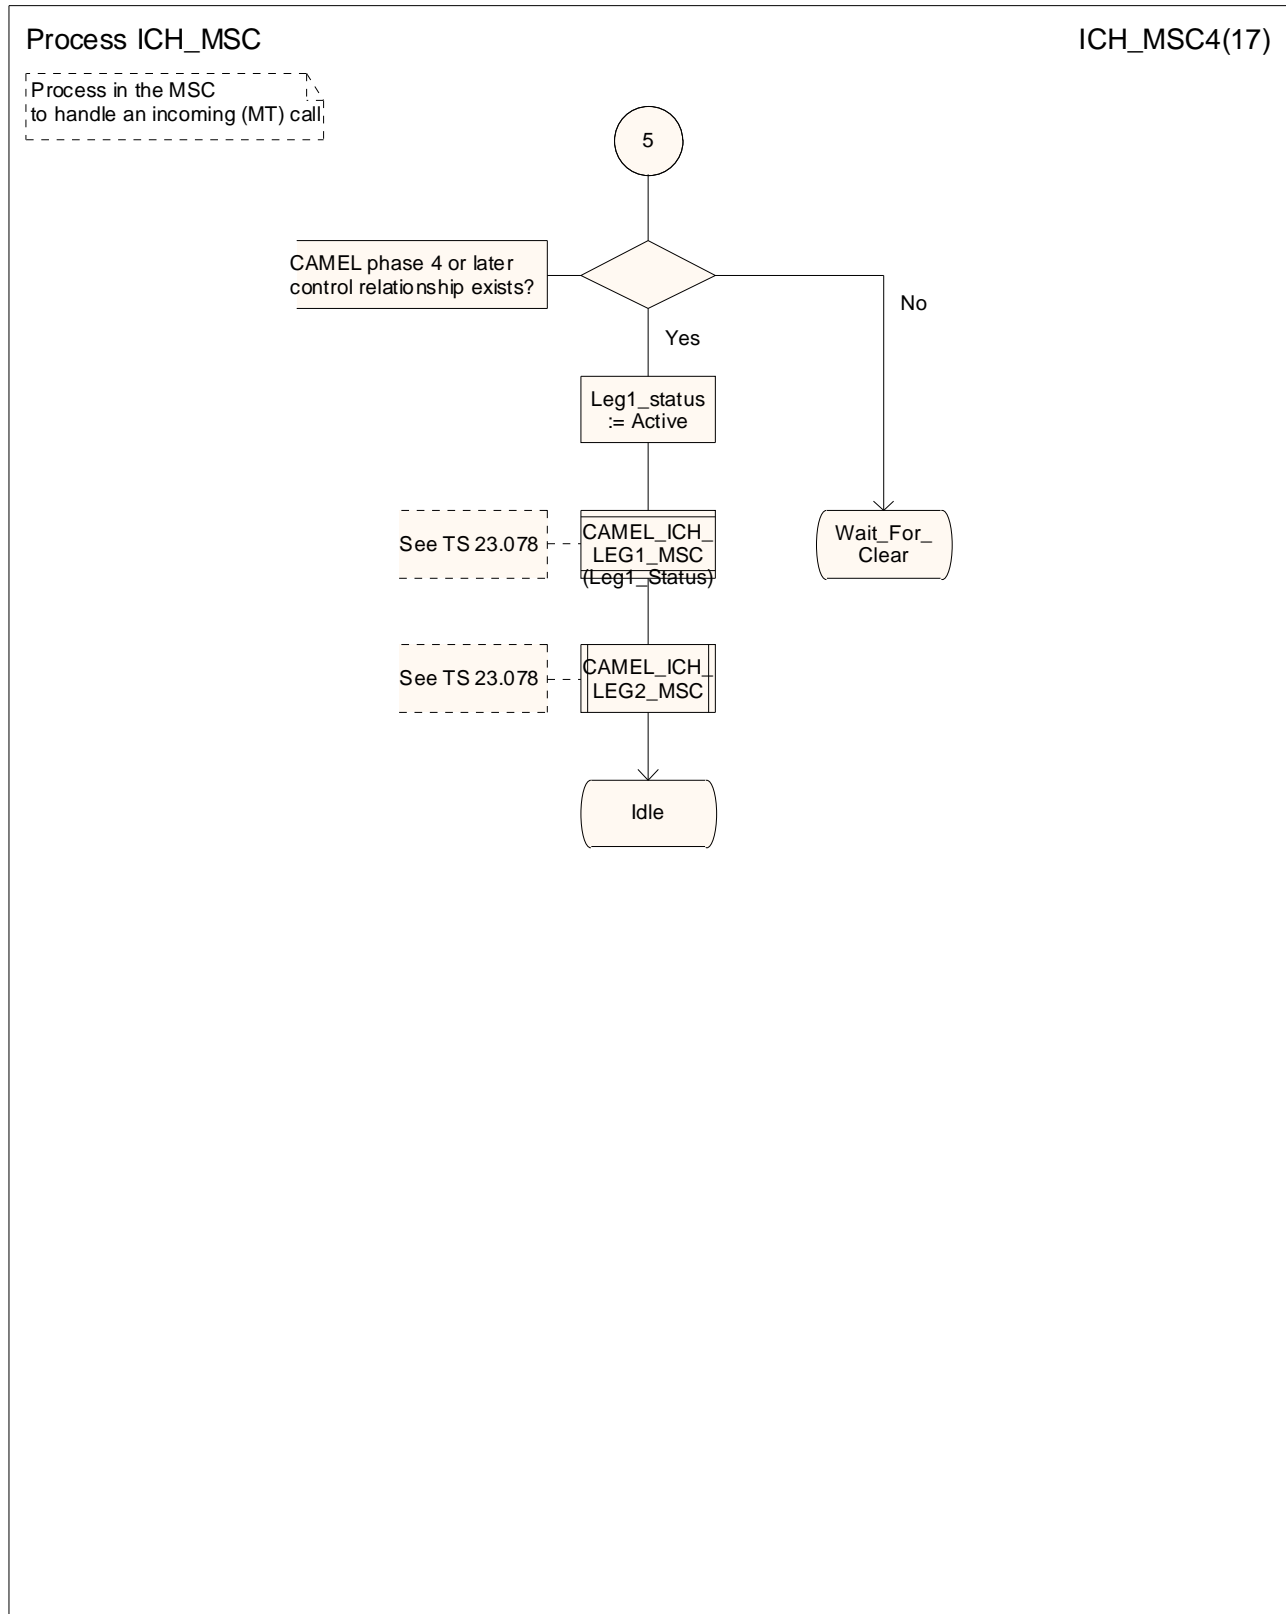 Process ICH_MSC
ICH_MSC4(17)
Process in the MSC
to handle an incoming (MT) call
5
CAMEL phase 4 or later
control relationship exists?
No
Yes
Leg1_status
:= Active
See TS 23.078
CAMEL_ICH_
LEG1_MSC
(Leg1_Status)
Wait_For_
Clear
See TS 23.078
CAMEL_ICH_
LEG2_MSC
Idle